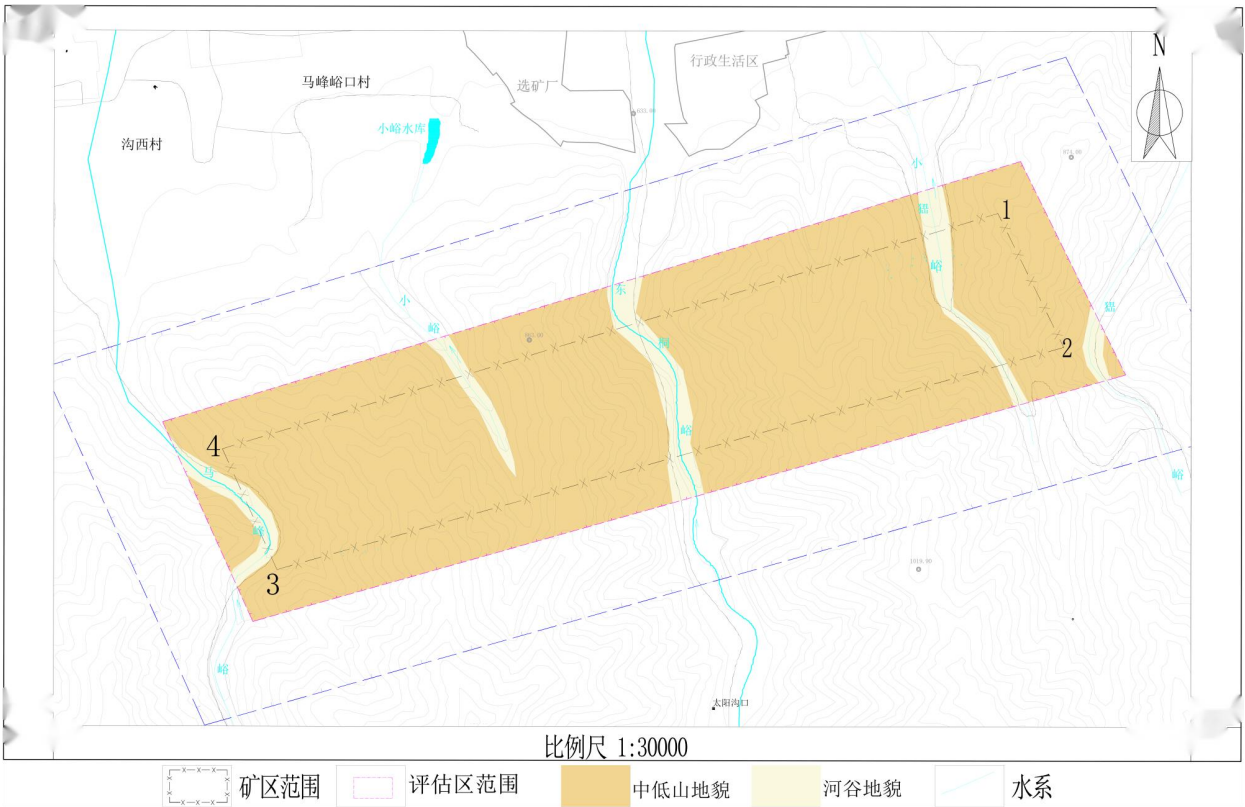 N
行政生活区
马峰峪口村
选矿厂
小峪水库
沟西村
小
峪
小
峪
东
桐
峪
1
2
3
4
马
峰
峪
峪
峪
太阳沟口
比例尺 1:30000
矿区范围
评估区范围
中低山地貌
河谷地貌
水系